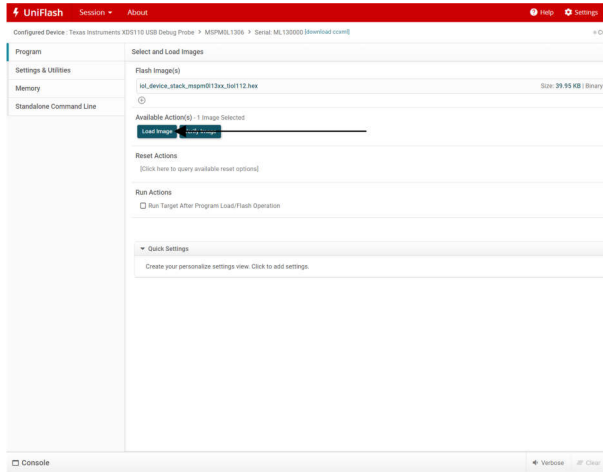 UniFlash Session About Help Settings
Configured Device : Texas Instruments XDS110 USB Debug Probe > MSPM0L1306 > Serial: ML130000 [download ccxml]
Program
Select and Load Images
Settings & Utilities
Flash Image(s)
Memory
iol_device_stack_mspm0l13xx_tiol112.hex Size: 39.95 KB | Binary
Standalone Command Line
Available Action(s) - 1 Image Selected
Load Image Image
Reset Actions
[Click here to query available reset options]
Run Actions
Run Target After Program Load/Flash Operation
Quick Settings
Create your personalize settings view. Click to add settings.
Console Verbose Clear